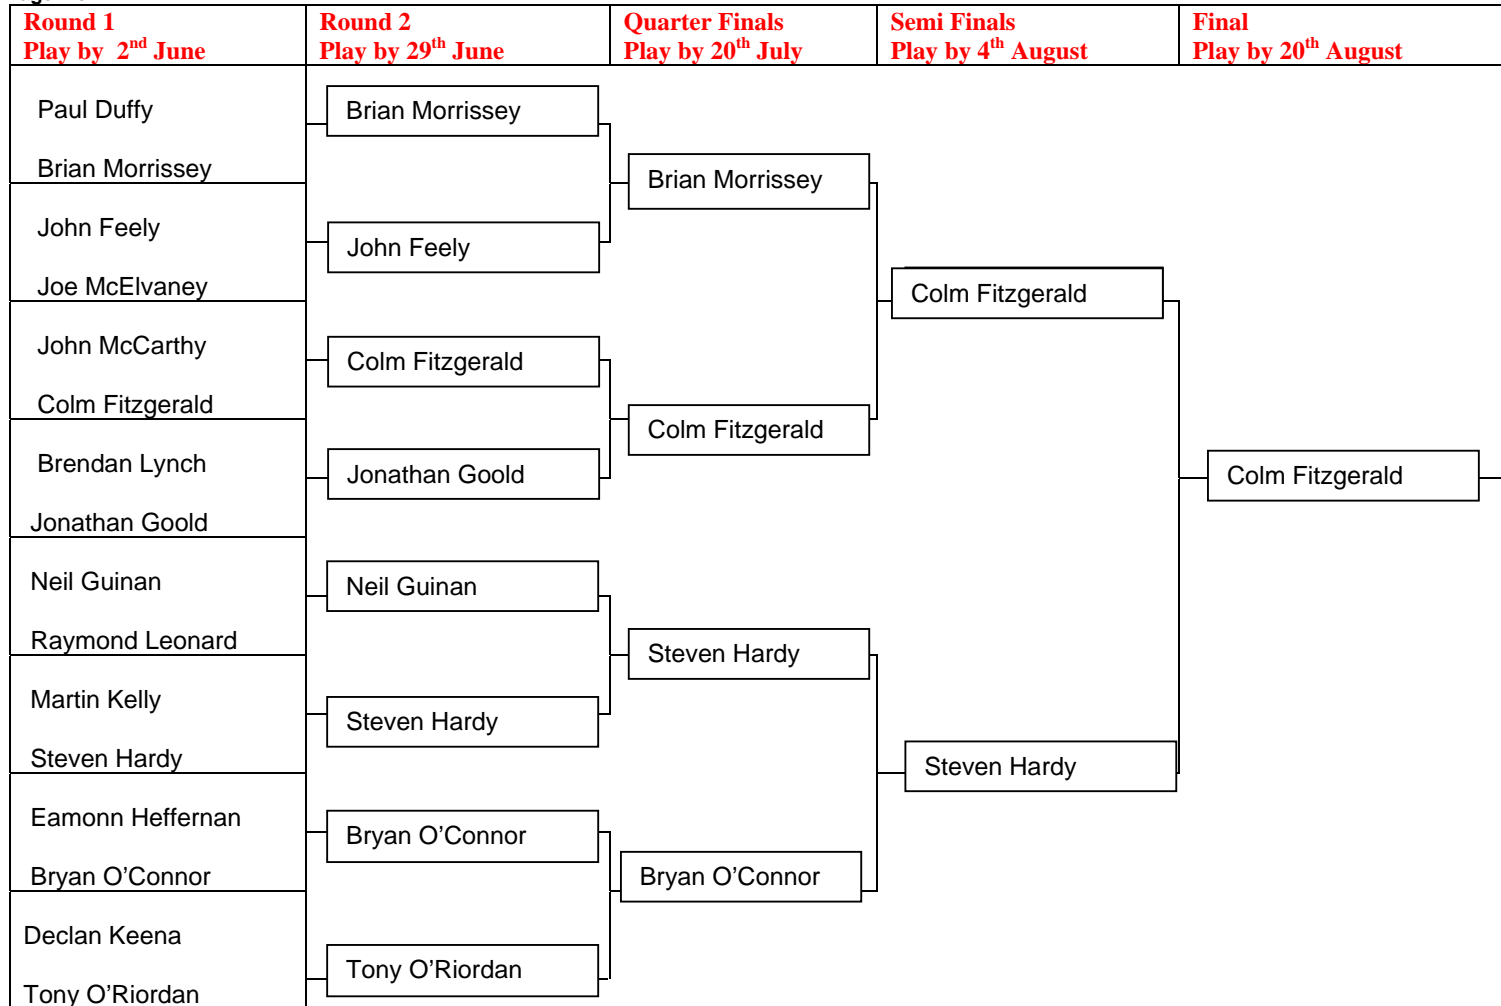 Round 1
Play by 2nd June
Round 2
Play by 29th June
Quarter Finals
Play by 20th July
Semi Finals
Play by 4th August
Final
Play by 20th August
Paul Duffy
Brian Morrissey
John Feely
Joe McElvaney
John McCarthy
Colm Fitzgerald
Brendan Lynch
Jonathan Goold
Neil Guinan
Raymond Leonard
Martin Kelly
Steven Hardy
Eamonn Heffernan
Bryan O’Connor
Declan Keena
Tony O’Riordan
Brian Morrissey
John Feely
Colm Fitzgerald
Jonathan Goold
Neil Guinan
Steven Hardy
Bryan O’Connor
Tony O’Riordan
Brian Morrissey
Colm Fitzgerald
Steven Hardy
Bryan O’Connor
Colm Fitzgerald
Steven Hardy
Colm Fitzgerald